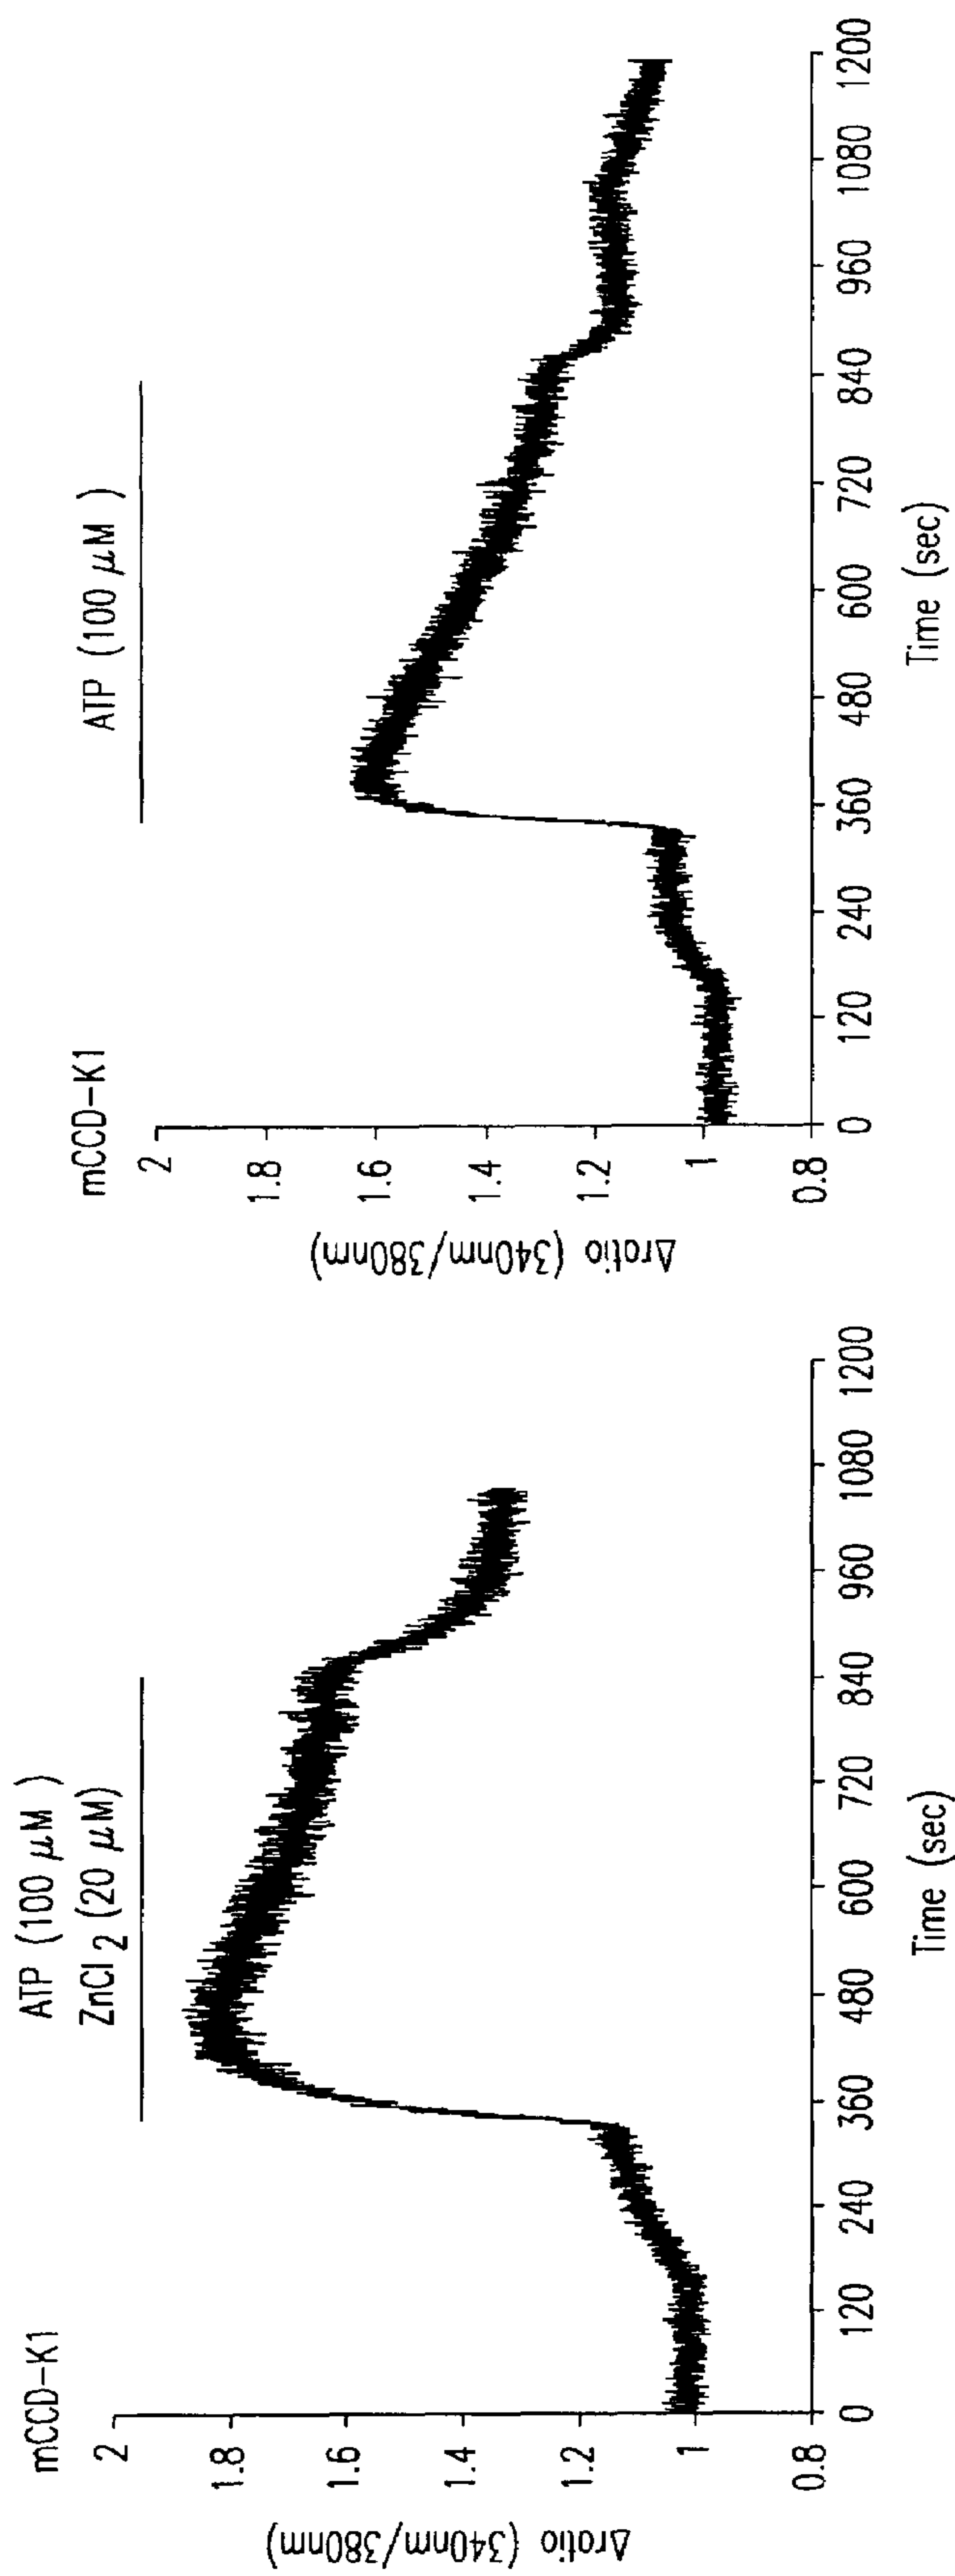 mCCD-K1
ATP (100 μM )
ZnCl 2 (20 μM)
Δratio (340nm/380nm)
2
1.8
1.6
1.4
1.2
1
0.8
0 120 240 360 480 600 720 840 960 1080 1200
Time (sec)
mCCD-K1
ATP (100 μM )
Δratio (340nm/380nm)
2
1.8
1.6
1.4
1.2
1
0.8
0 120 240 360 480 600 720 840 960 1080 1200
Time (sec)